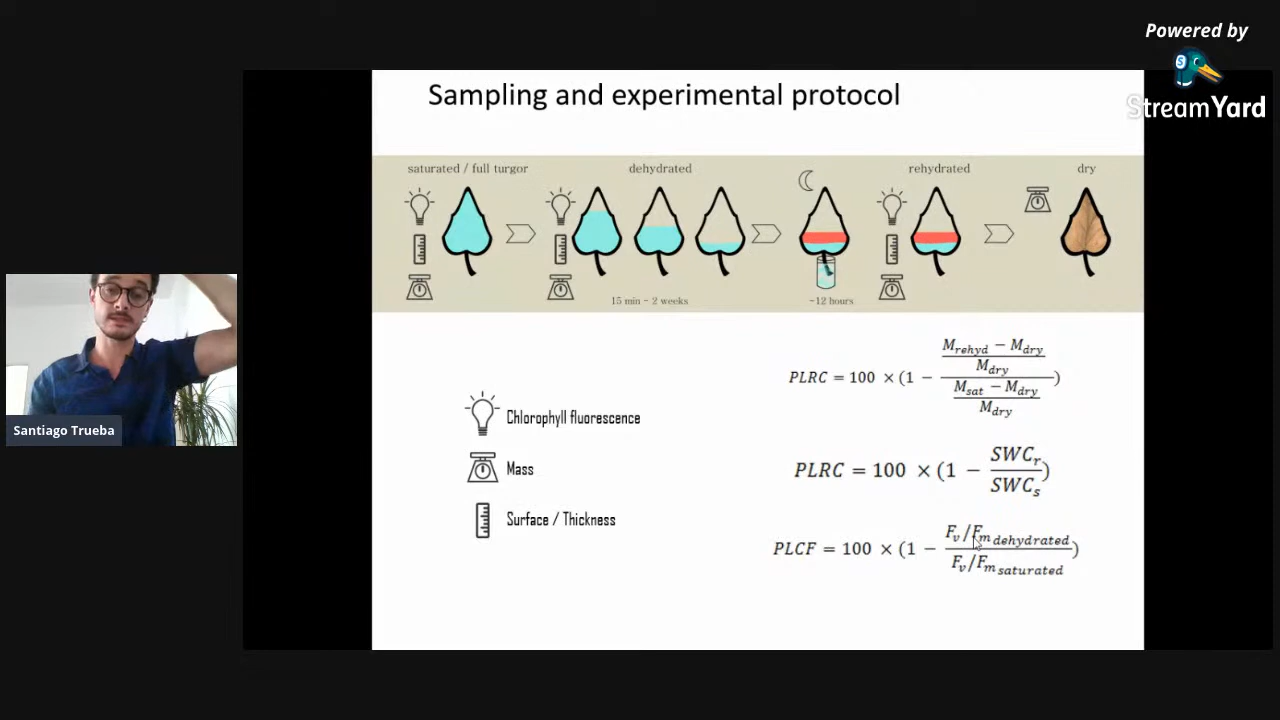 Powered by
StreamYard
Sampling and experimental protocol
saturated / full turgor
dehydrated
rehydrated
dry
15 min - 2 weeks
~12 hours
PLRC = 100 × (1 − ((M_rehyd − M_dry) / M_dry) / ((M_sat − M_dry) / M_dry))
Chlorophyll fluorescence
Mass
PLRC = 100 × (1 − SWC_r / SWC_s)
Surface / Thickness
PLCF = 100 × (1 − (F_v/F_m dehydrated) / (F_v/F_m saturated))
Santiago Trueba